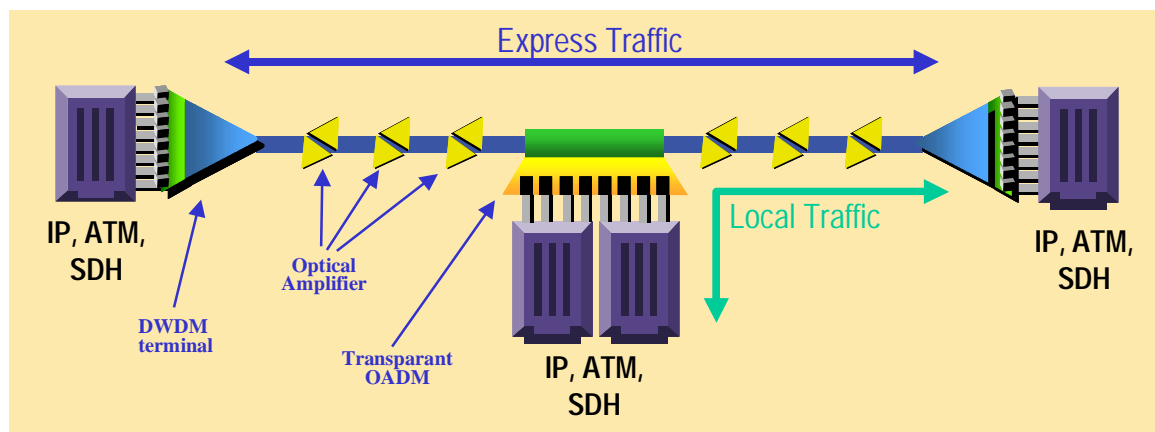 Express Traffic
IP, ATM,
SDH
Optical
Amplifier
DWDM
terminal
Transparant
OADM
IP, ATM,
SDH
Local Traffic
IP, ATM,
SDH